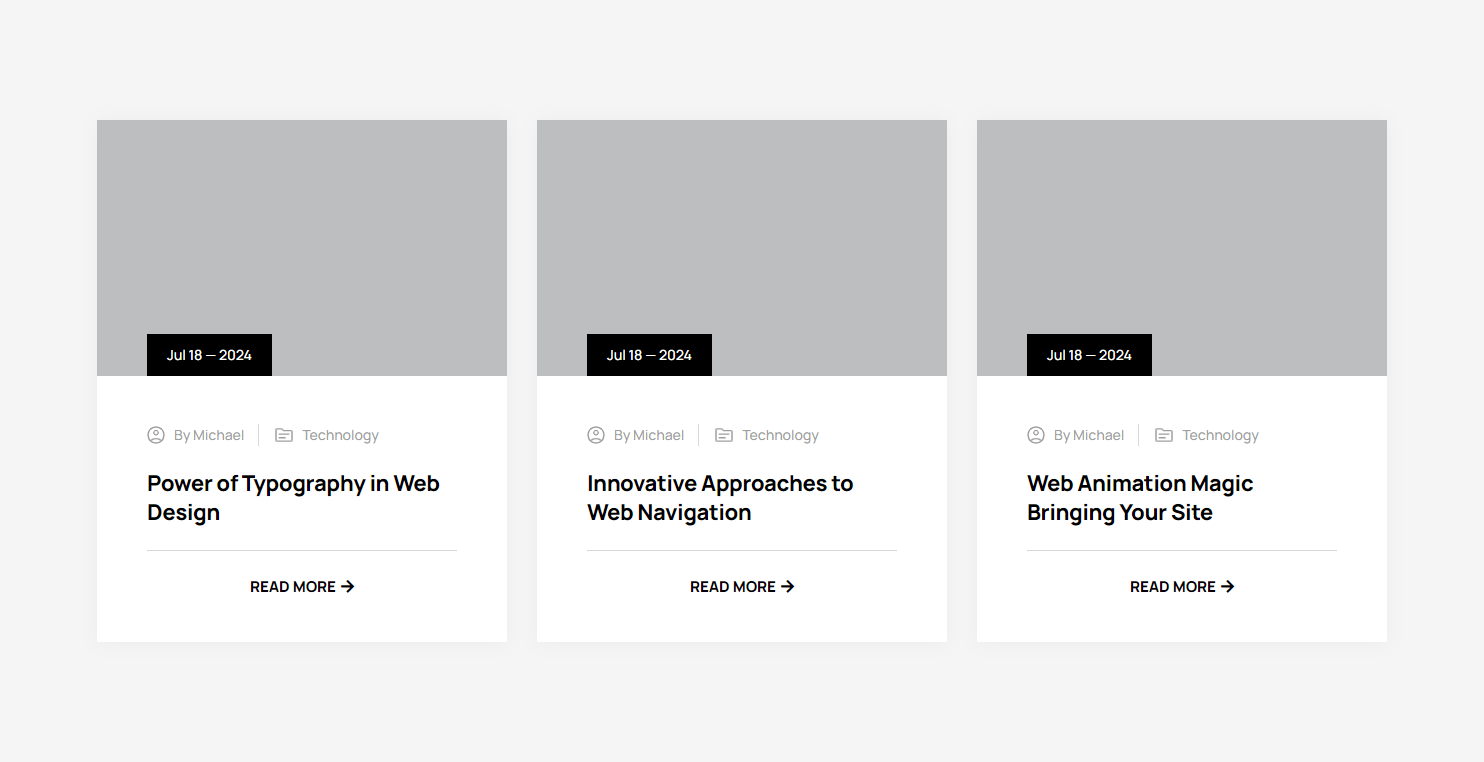 Jul 18 — 2024
By Michael
Technology
Power of Typography in Web
Design
READ MORE
Jul 18 — 2024
By Michael
Technology
Innovative Approaches to
Web Navigation
READ MORE
Jul 18 — 2024
By Michael
Technology
Web Animation Magic
Bringing Your Site
READ MORE